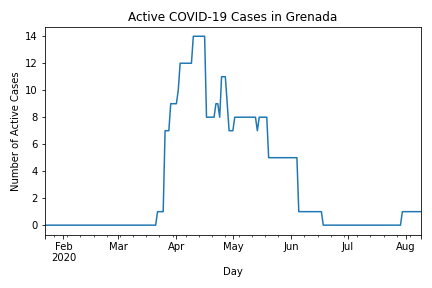 Active COVID-19 Cases in Grenada
Number of Active Cases
14
12
10
8
6
4
2
0
Feb Mar Apr May Jun Jul Aug
2020
Day